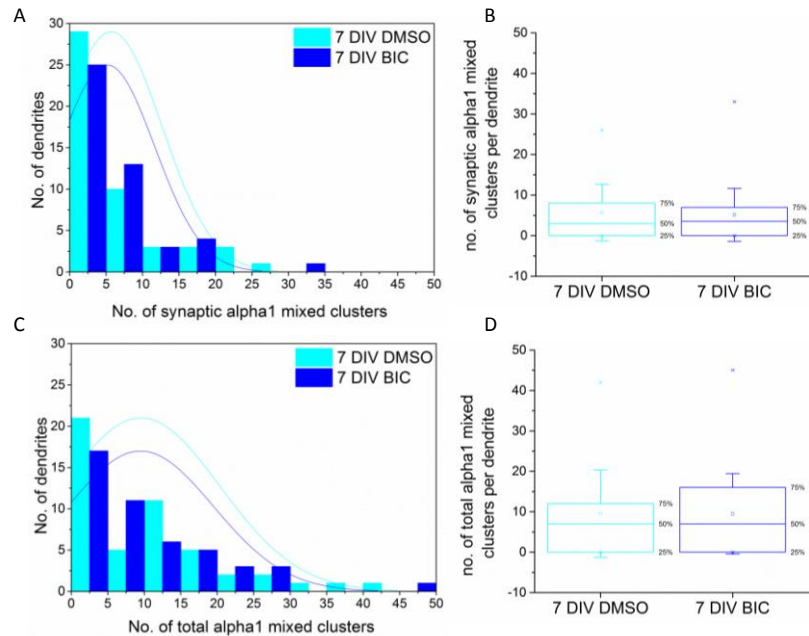 A
B
30
25
20
15
10
5
0
No. of dendrites
7 DIV DMSO
7 DIV BIC
0 5 10 15 20 25 30 35 40 45 50
No. of synaptic alpha1 mixed clusters
50
40
30
20
10
0
-10
no. of synaptic alpha1 mixed
clusters per dendrite
75%
50%
25%
75%
50%
25%
7 DIV DMSO 7 DIV BIC
C
D
30
25
20
15
10
5
0
No. of dendrites
7 DIV DMSO
7 DIV BIC
0 5 10 15 20 25 30 35 40 45 50
No. of total alpha1 mixed clusters
50
40
30
20
10
0
-10
no. of total alpha1 mixed
clusters per dendrite
75%
50%
25%
75%
50%
25%
7 DIV DMSO 7 DIV BIC